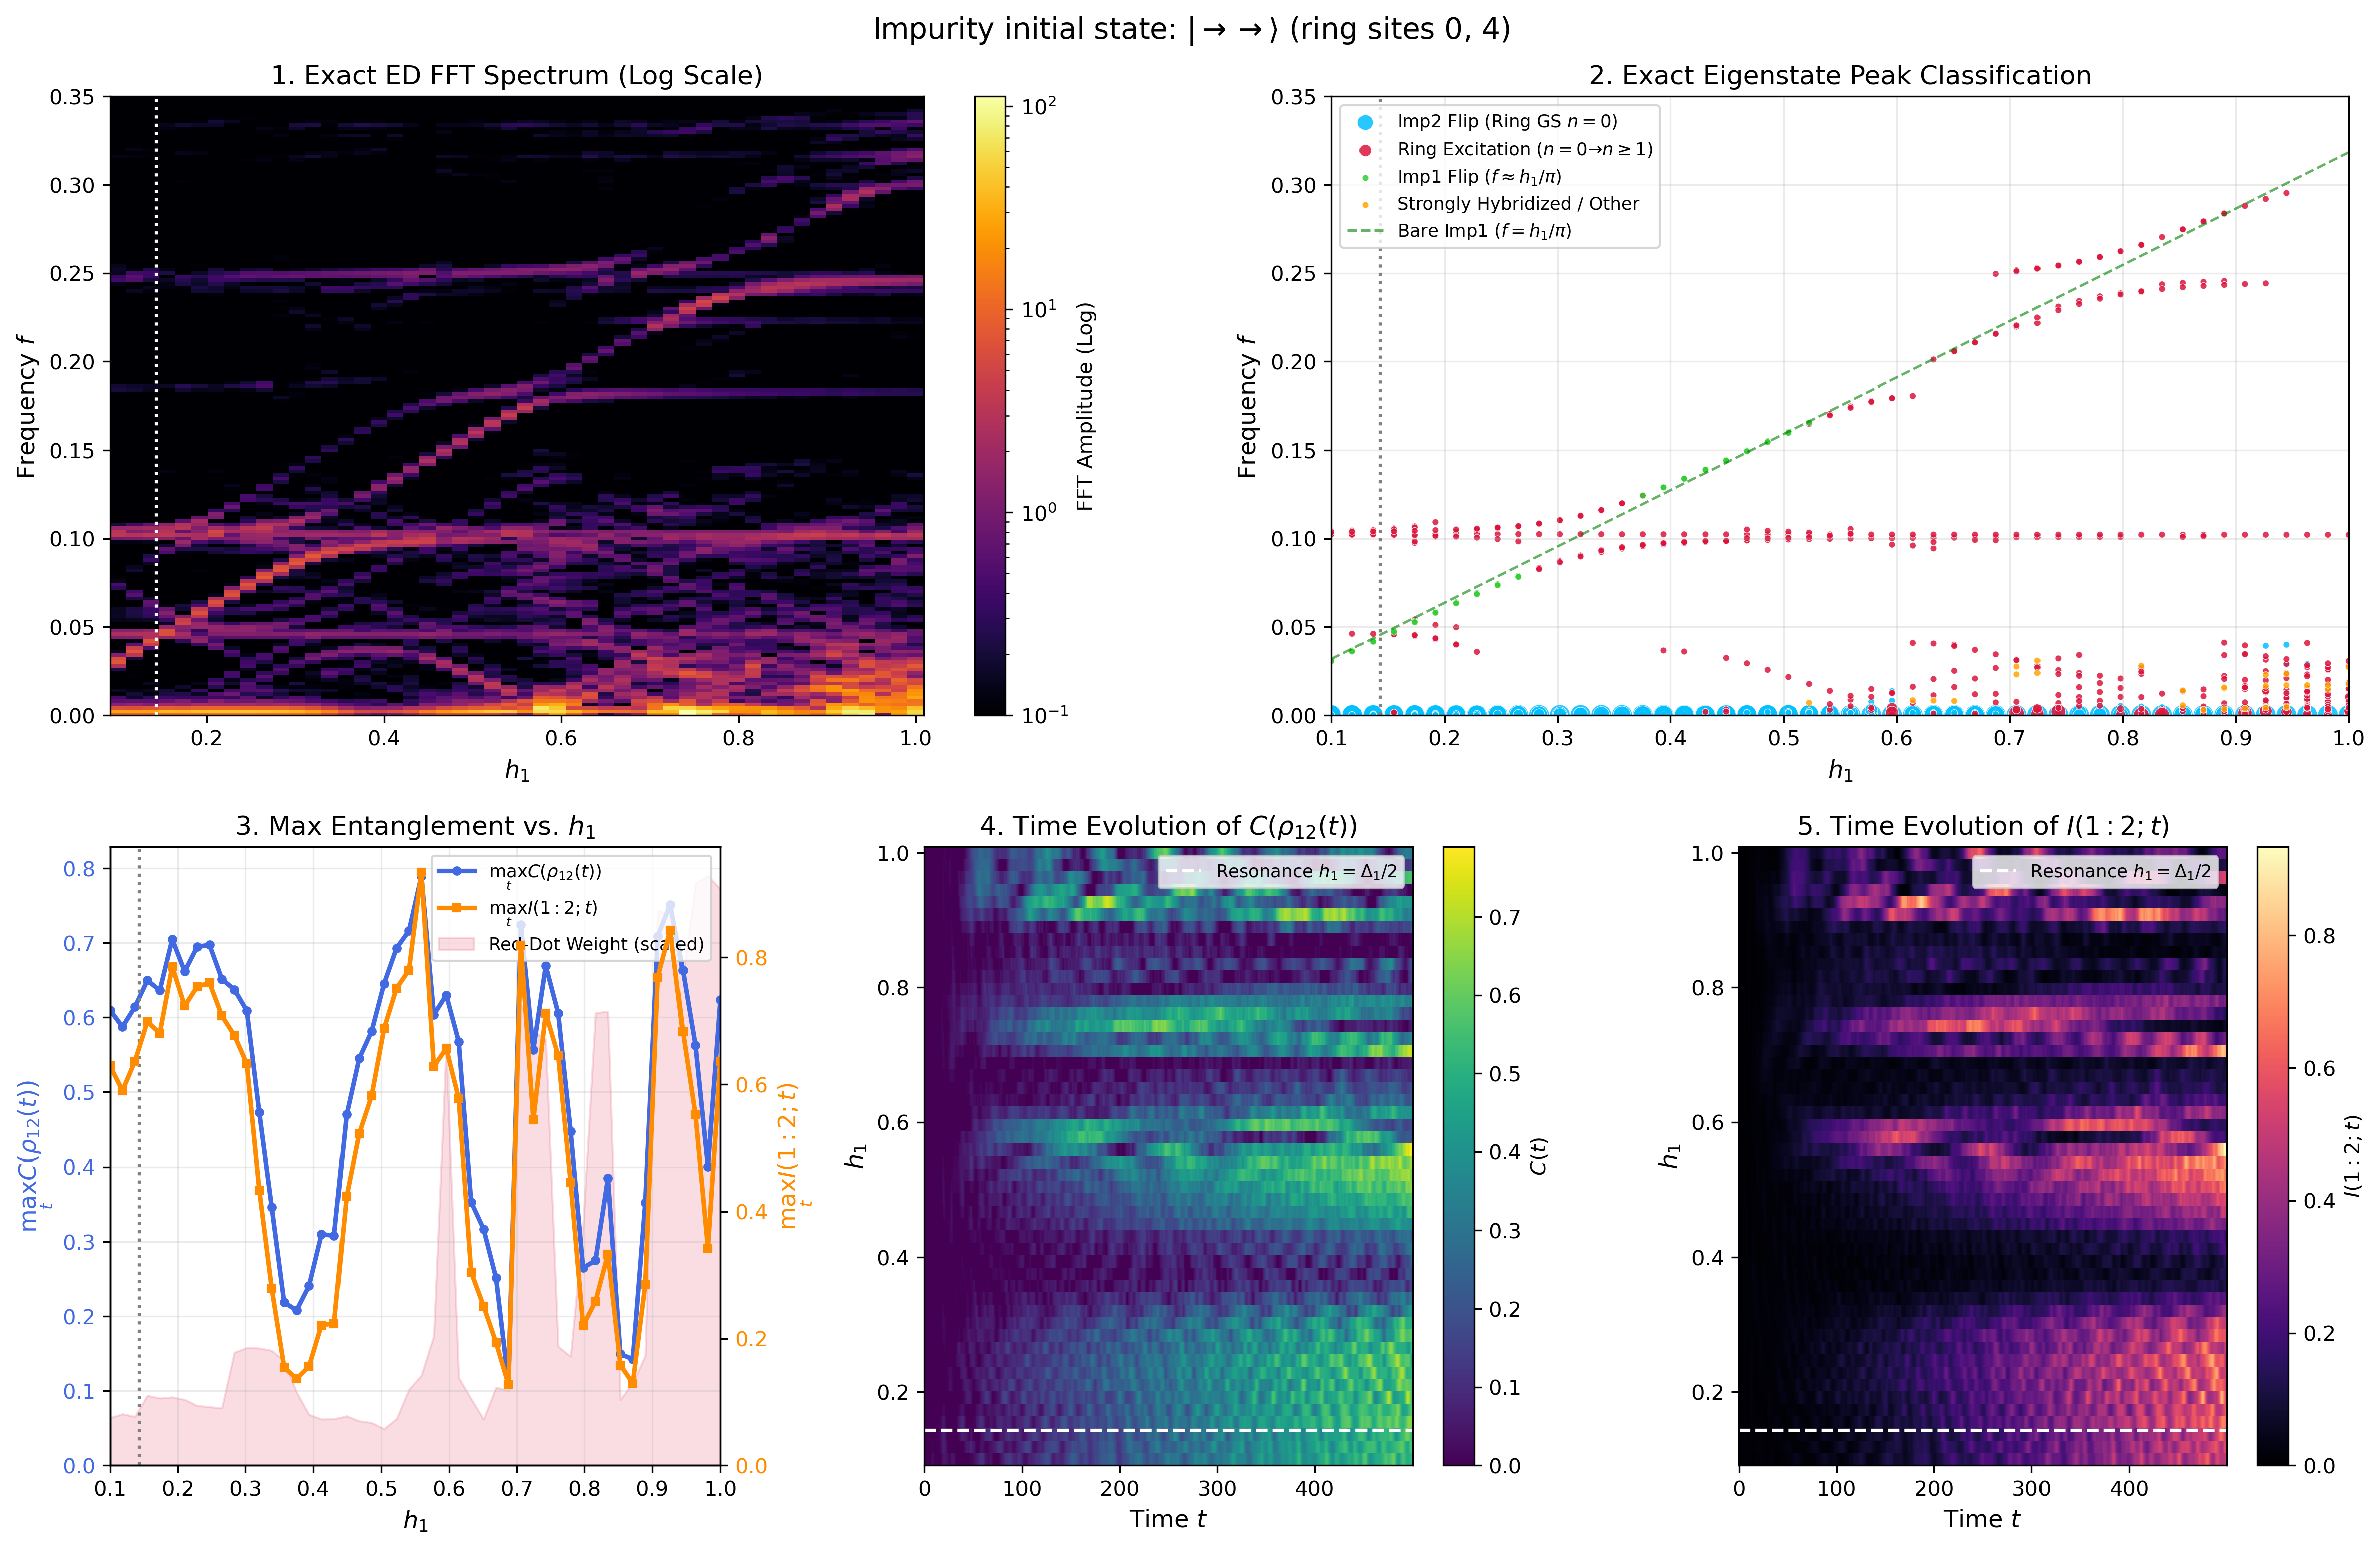 Impurity initial state: |→→⟩ (ring sites 0, 4)
1. Exact ED FFT Spectrum (Log Scale)
0.35
0.30
0.25
0.20
0.15
0.10
0.05
0.00
Frequency f
0.2 0.4 0.6 0.8 1.0
h₁
10²
10¹
10⁰
10⁻¹
FFT Amplitude (Log)
2. Exact Eigenstate Peak Classification
Imp2 Flip (Ring GS n = 0)
Ring Excitation (n = 0→n ≥ 1)
Imp1 Flip (f ≈ h₁/π)
Strongly Hybridized / Other
Bare Imp1 (f = h₁/π)
0.35
0.30
0.25
0.20
0.15
0.10
0.05
0.00
Frequency f
0.1 0.2 0.3 0.4 0.5 0.6 0.7 0.8 0.9 1.0
h₁
3. Max Entanglement vs. h₁
max C(ρ₁₂(t))
t
max I(1 : 2; t)
t
Red-Dot Weight (scaled)
0.8
0.7
0.6
0.5
0.4
0.3
0.2
0.1
0.0
max C(ρ₁₂(t))
t
0.1 0.2 0.3 0.4 0.5 0.6 0.7 0.8 0.9 1.0
h₁
0.8
0.6
0.4
0.2
0.0
max I(1 : 2; t)
t
4. Time Evolution of C(ρ₁₂(t))
Resonance h₁ = Δ₁/2
1.0
0.8
0.6
0.4
0.2
h₁
0 100 200 300 400
Time t
0.7
0.6
0.5
0.4
0.3
0.2
0.1
0.0
C(t)
5. Time Evolution of I(1 : 2; t)
Resonance h₁ = Δ₁/2
1.0
0.8
0.6
0.4
0.2
h₁
0 100 200 300 400
Time t
0.8
0.6
0.4
0.2
0.0
I(1 : 2; t)